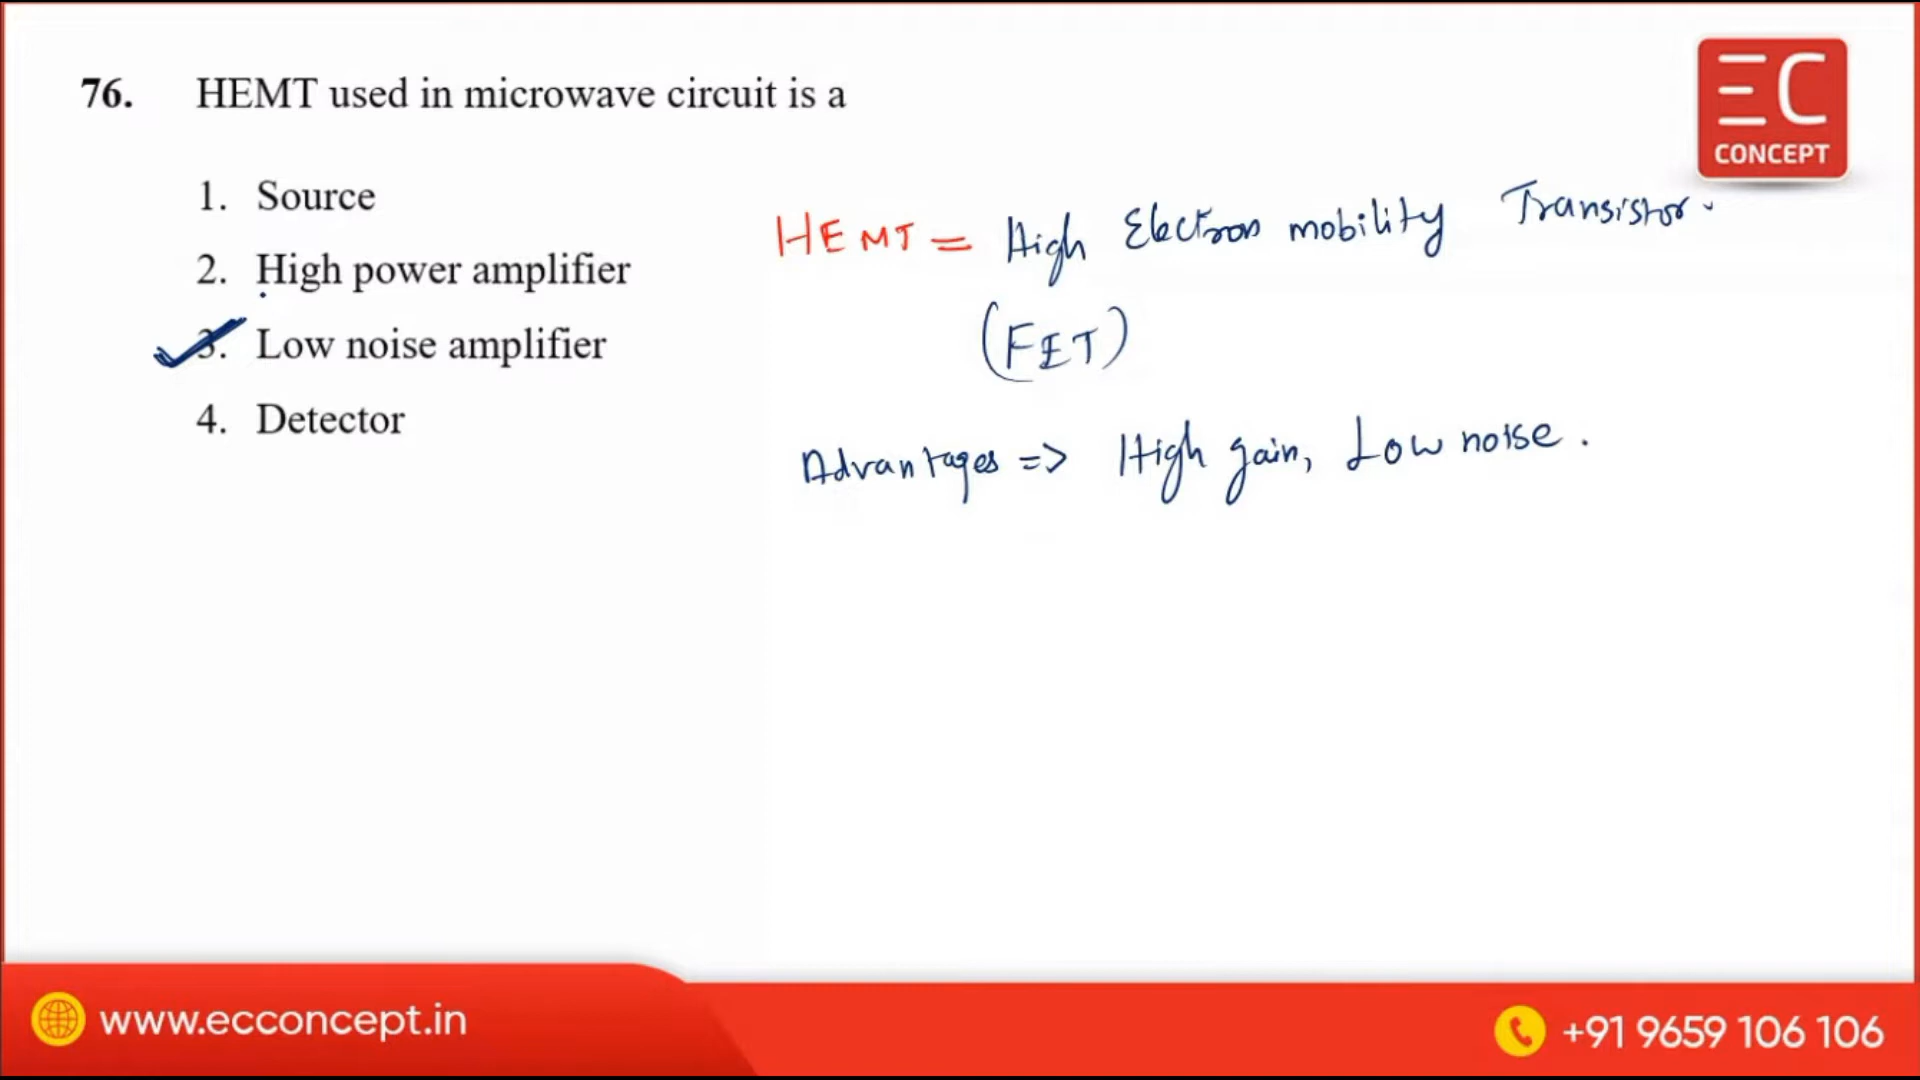 76. HEMT used in microwave circuit is a
1. Source
2. High power amplifier
3. Low noise amplifier
4. Detector
HEMT = High Electron mobility Transistor.
(FET)
Advantages => High gain, Low noise.
EC
CONCEPT
www.ecconcept.in
+91 9659 106 106